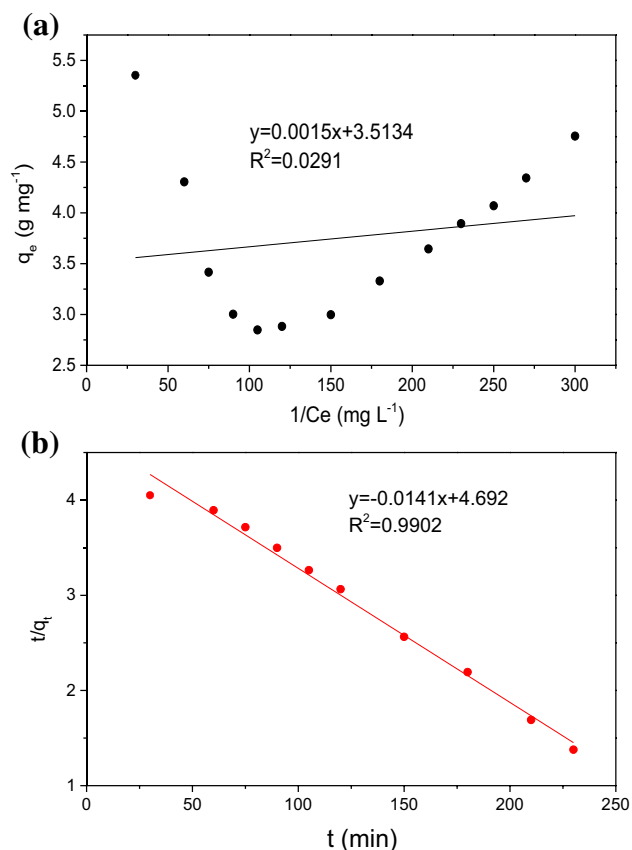 (a)
5.5
5.0
4.5
4.0
3.5
3.0
2.5
qₑ (g mg⁻¹)
y=0.0015x+3.5134
R²=0.0291
0 50 100 150 200 250 300
1/Ce (mg L⁻¹)
(b)
4
3
2
1
t/qₜ
y=-0.0141x+4.692
R²=0.9902
0 50 100 150 200 250
t (min)